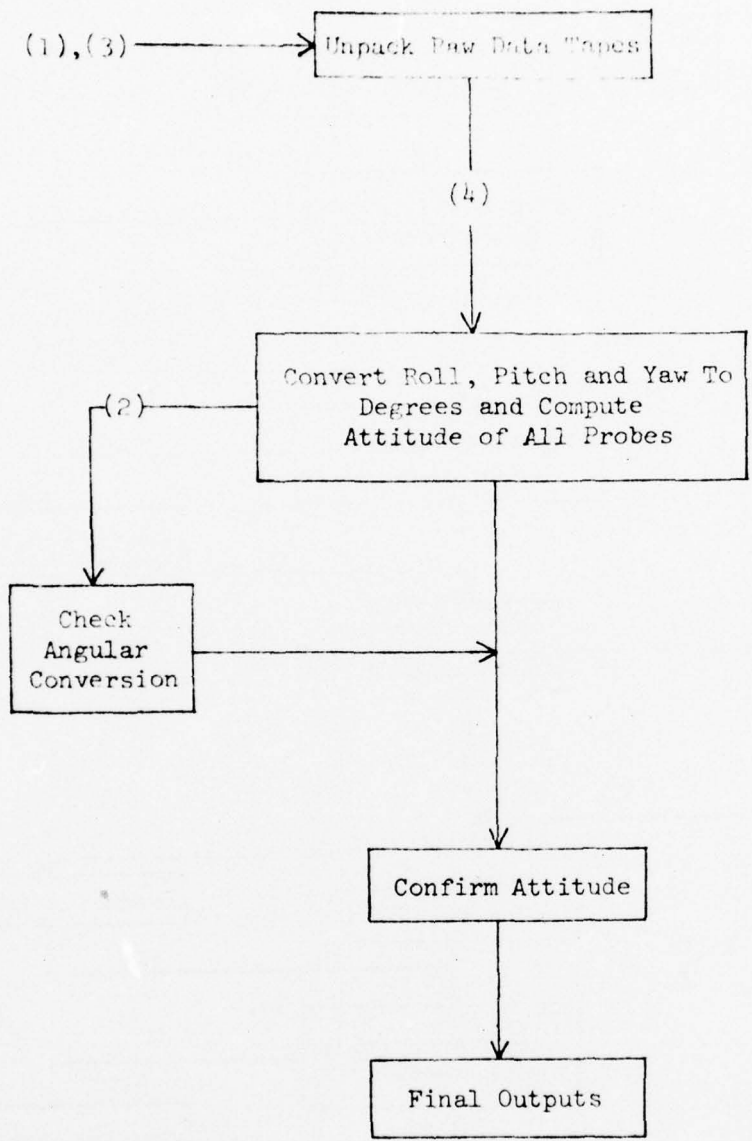 (1),(3)
Unpack Raw Data Tapes
(4)
Convert Roll, Pitch and Yaw To
Degrees and Compute
Attitude of All Probes
(2)
Check
Angular
Conversion
Confirm Attitude
Final Outputs